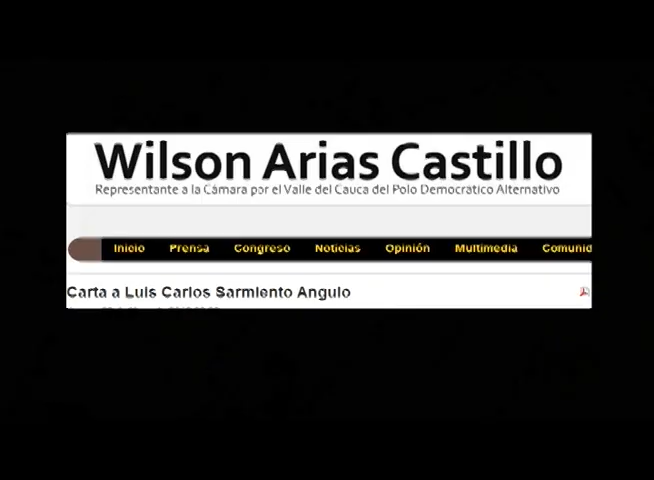 Wilson Arias Castillo
Representante a la Cámara por el Valle del Cauca del Polo Democrático Alternativo
Inicio Prensa Congreso Noticias Opinión Multimedia Comunid
Carta a Luis Carlos Sarmiento Angulo